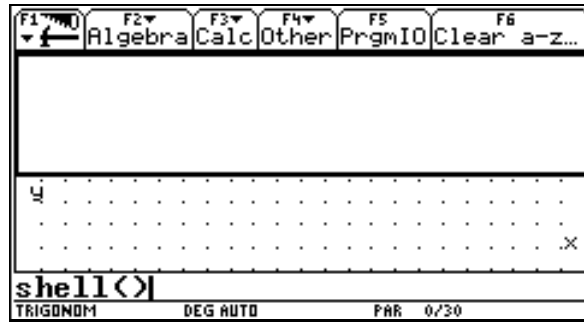 F1 F2 F3 F4 F5 F6
Algebra Calc Other PrgmIO Clear a-z…
y
x
shell()
TRIGONOM DEG AUTO PAR 0/30